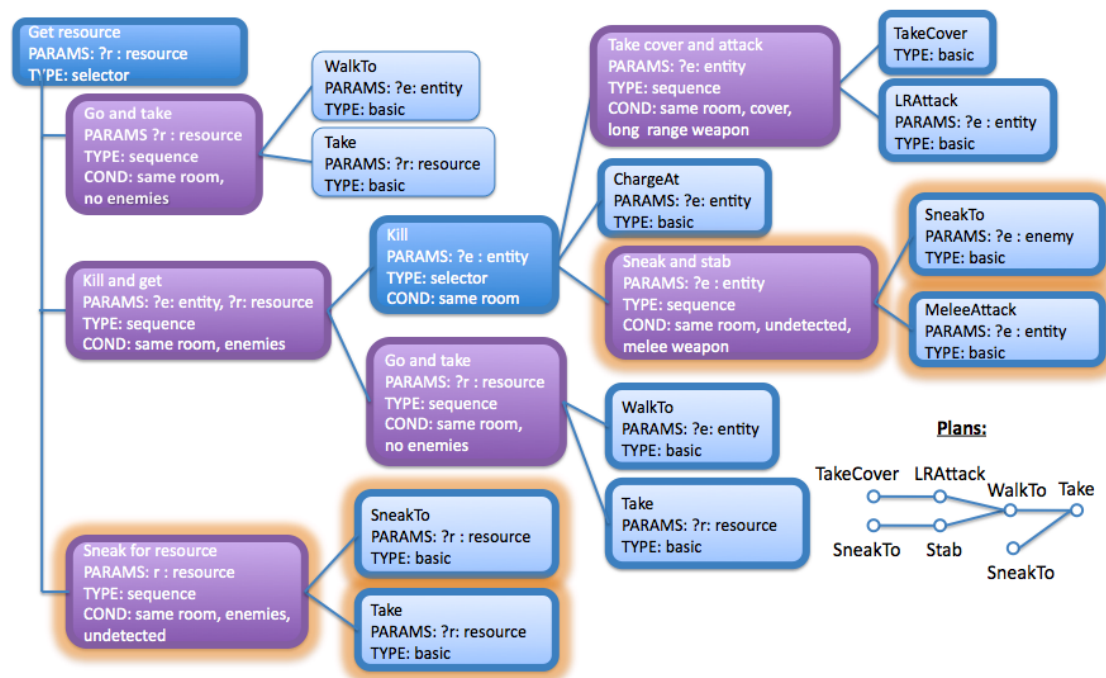 Get resource
PARAMS: ?r : resource
TYPE: selector
Go and take
PARAMS ?r : resource
TYPE: sequence
COND: same room,
no enemies
WalkTo
PARAMS: ?e: entity
TYPE: basic
Take
PARAMS: ?r: resource
TYPE: basic
Kill and get
PARAMS: ?e: entity, ?r: resource
TYPE: sequence
COND: same room, enemies
Kill
PARAMS: ?e : entity
TYPE: selector
COND: same room
Take cover and attack
PARAMS: ?e: entity
TYPE: sequence
COND: same room, cover,
long range weapon
TakeCover
TYPE: basic
LRAttack
PARAMS: ?e : entity
TYPE: basic
ChargeAt
PARAMS: ?e: entity
TYPE: basic
Sneak and stab
PARAMS: ?e : entity
TYPE: sequence
COND: same room, undetected,
melee weapon
SneakTo
PARAMS: ?e : enemy
TYPE: basic
MeleeAttack
PARAMS: ?e : entity
TYPE: basic
Go and take
PARAMS: ?r : resource
TYPE: sequence
COND: same room,
no enemies
WalkTo
PARAMS: ?e: entity
TYPE: basic
Take
PARAMS: ?r: resource
TYPE: basic
Sneak for resource
PARAMS: r : resource
TYPE: sequence
COND: same room, enemies,
undetected
SneakTo
PARAMS: ?r : resource
TYPE: basic
Take
PARAMS: ?r: resource
TYPE: basic
Plans:
TakeCover LRAttack
WalkTo Take
SneakTo Stab
SneakTo